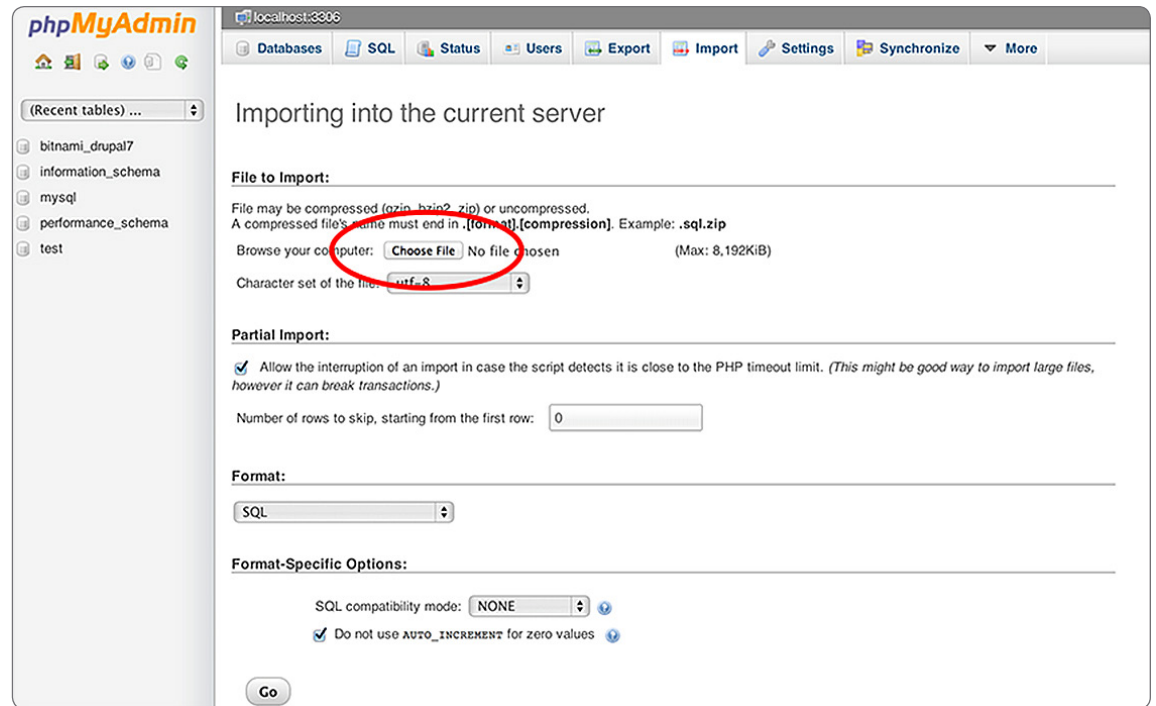 phpMyAdmin
localhost:3306
Databases SQL Status Users Export Import Settings Synchronize More
(Recent tables) ...
bitnami_drupal7
information_schema
mysql
performance_schema
test
Importing into the current server
File to Import:
File may be compressed (gzip, bzip2, zip) or uncompressed.
A compressed file's name must end in .[format].[compression]. Example: .sql.zip
Browse your computer: Choose File No file chosen (Max: 8,192KiB)
Character set of the file: utf-8
Partial Import:
Allow the interruption of an import in case the script detects it is close to the PHP timeout limit. (This might be good way to import large files,
however it can break transactions.)
Number of rows to skip, starting from the first row: 0
Format:
SQL
Format-Specific Options:
SQL compatibility mode: NONE
Do not use AUTO_INCREMENT for zero values
Go